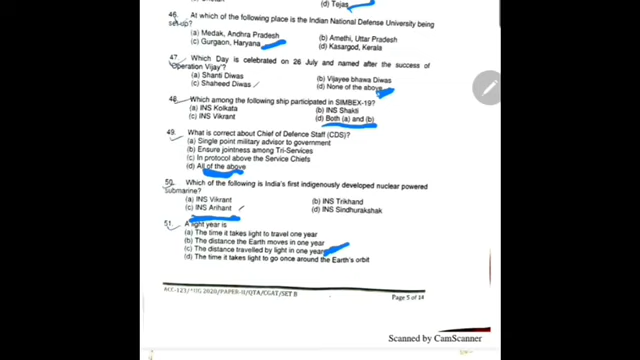 (d) Tejas
46. At which of the following place is the Indian National Defense University being
set-up?
(a) Medak, Andhra Pradesh (b) Amethi, Uttar Pradesh
(c) Gurgaon, Haryana (d) Kasargod, Kerala
47. Which Day is celebrated on 26 July and named after the success of
'Operation Vijay'?
(a) Shanti Diwas (b) Vijayee bhawa Diwas
(c) Shaheed Diwas (d) None of the above
48. Which among the following ship participated in SIMBEX-19?
(a) INS Kolkata (b) INS Shakti
(c) INS Vikrant (d) Both (a) and (b)
49. What is correct about Chief of Defence Staff (CDS)?
(a) Single point military advisor to government
(b) Ensure jointness among Tri-Services
(c) In protocol above the Service Chiefs
(d) All of the above
50. Which of the following is India's first indigenously developed nuclear powered
submarine?
(a) INS Vikrant (b) INS Trikhand
(c) INS Arihant (d) INS Sindhurakshak
51. A light year is
(a) The time it takes light to travel one year
(b) The distance the Earth moves in one year
(c) The distance travelled by light in one year
(d) The time it takes light to go once around the Earth's orbit
2020/PAPER-II/QTA/CGAT/SET B
Page 5 of 14
Scanned by CamScanner